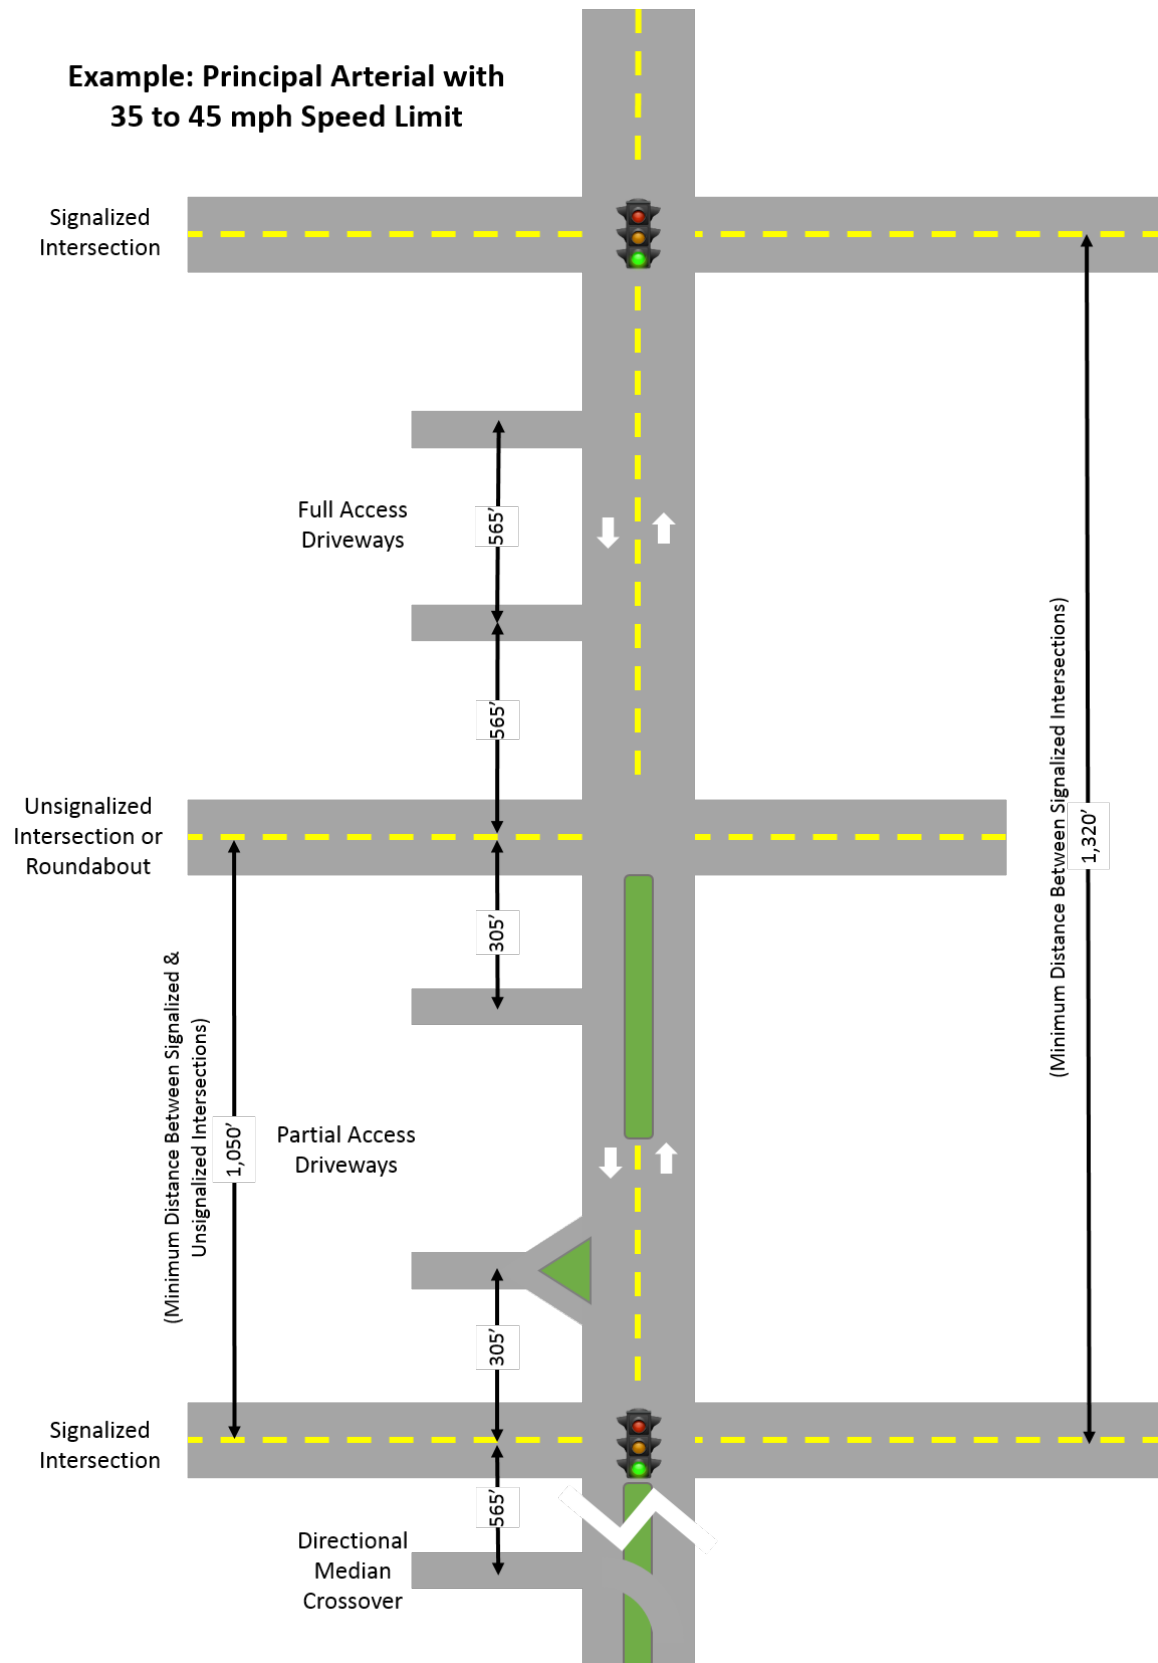 Example: Principal Arterial with
35 to 45 mph Speed Limit
Signalized
Intersection
Full Access
Driveways
565’
565’
Unsignalized
Intersection or
Roundabout
305’
(Minimum Distance Between Signalized Intersections)
1,320’
(Minimum Distance Between Signalized &
Unsignalized Intersections)
1,050’
Partial Access
Driveways
305’
Signalized
Intersection
565’
Directional
Median
Crossover